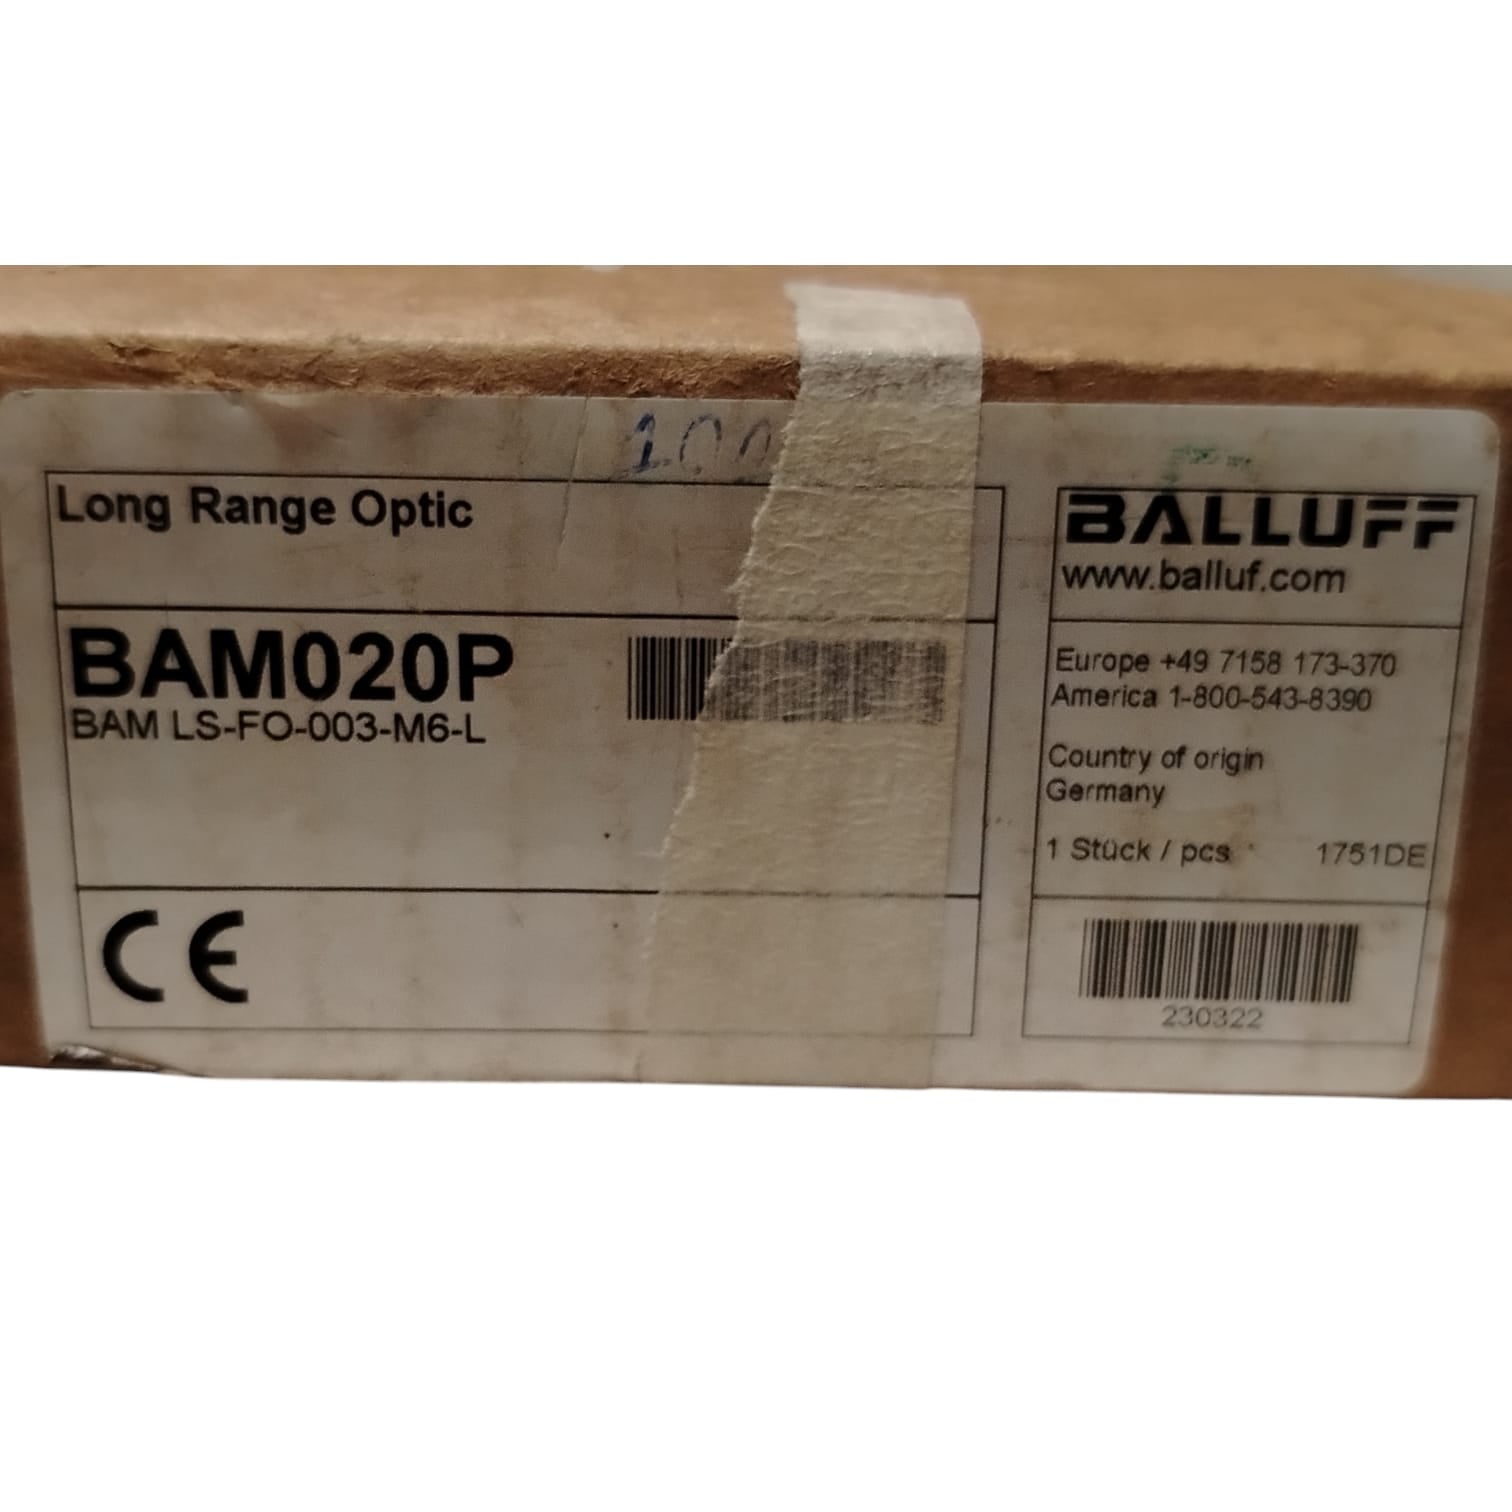 Long Range Optic
BAM020P
BAM LS-FO-003-M6-L
CE
BALLUFF
www.balluf.com
Europe +49 7158 173-370
America 1-800-543-8390
Country of origin
Germany
1 Stück / pcs 1751DE
230322